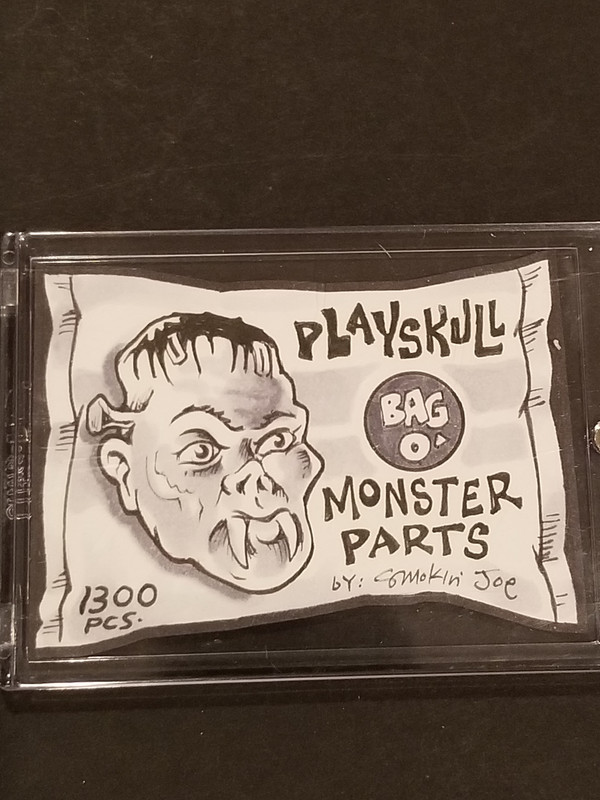 PLAYSKULL
BAG
O'
MONSTER
PARTS
by: Smokin' Joe
1300
PCS.